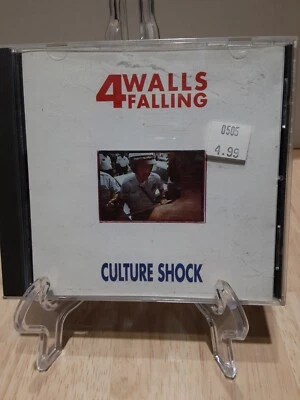 4 WALLS
FALLING
0505
4.99
CULTURE SHOCK